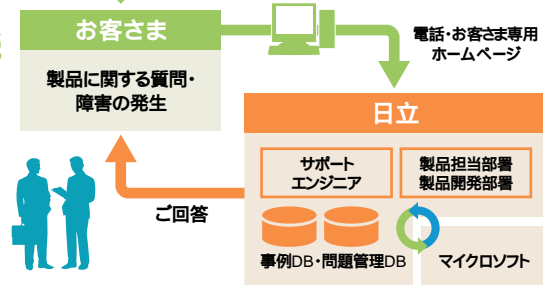 お客さま
製品に関する質問・
障害の発生
電話・お客さま専用
ホームページ
日立
サポート
エンジニア
製品担当部署
製品開発部署
ご回答
事例DB・問題管理DB
マイクロソフト